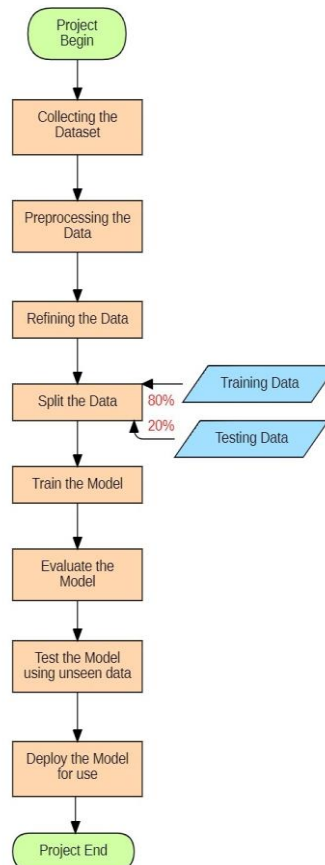 Project
Begin
Collecting the
Dataset
Preprocessing the
Data
Refining the Data
Split the Data
80%
Training Data
20%
Testing Data
Train the Model
Evaluate the
Model
Test the Model
using unseen data
Deploy the Model
for use
Project End